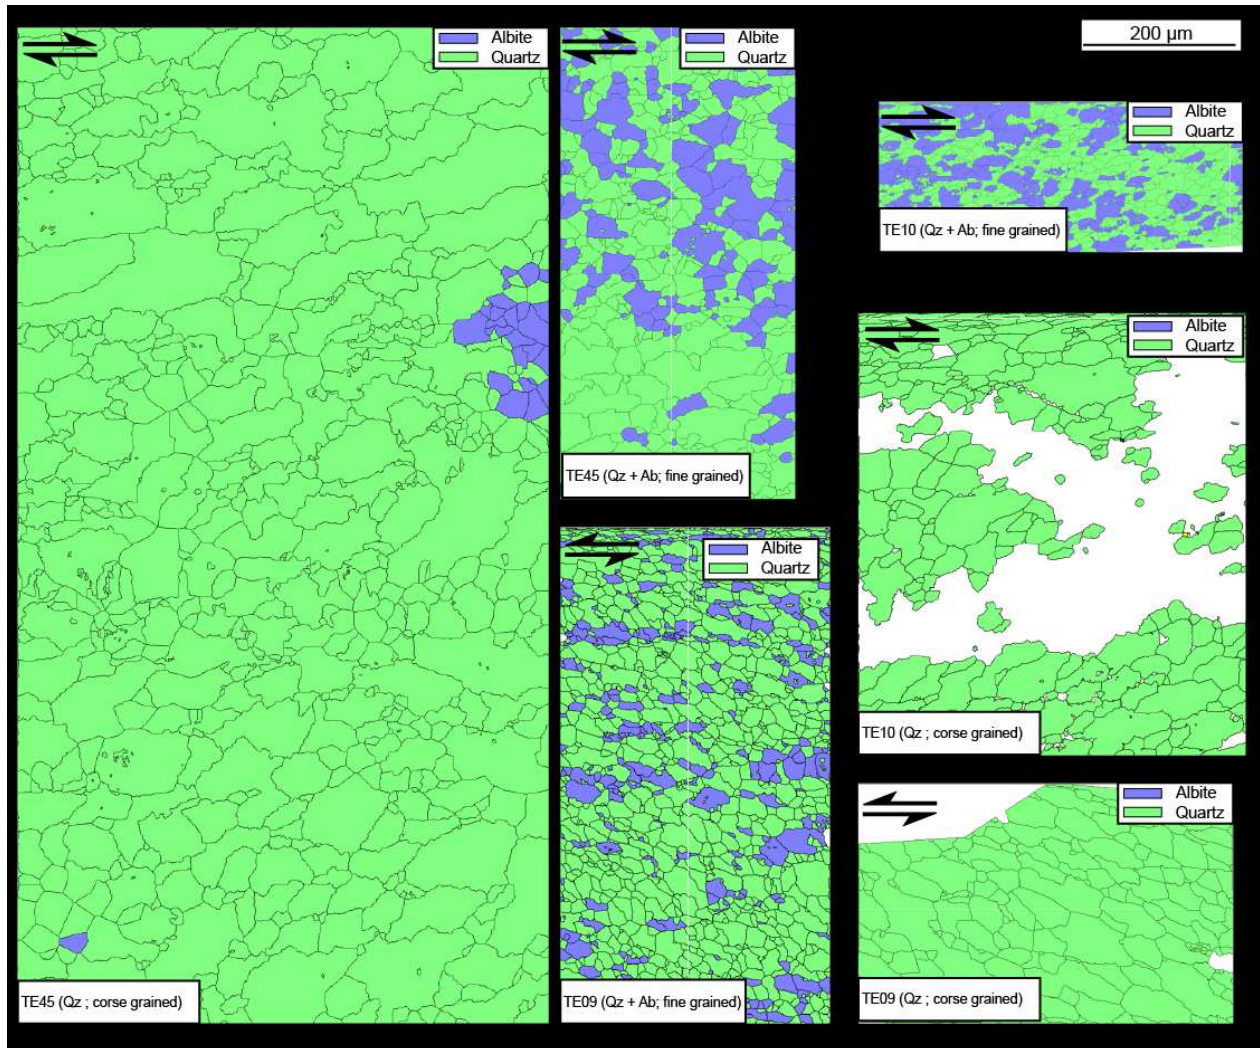 Albite
Quartz
TE45 (Qz ; corse grained)
Albite
Quartz
TE45 (Qz + Ab; fine grained)
Albite
Quartz
TE09 (Qz + Ab; fine grained)
200 µm
Albite
Quartz
TE10 (Qz + Ab; fine grained)
Albite
Quartz
TE10 (Qz ; corse grained)
Albite
Quartz
TE09 (Qz ; corse grained)